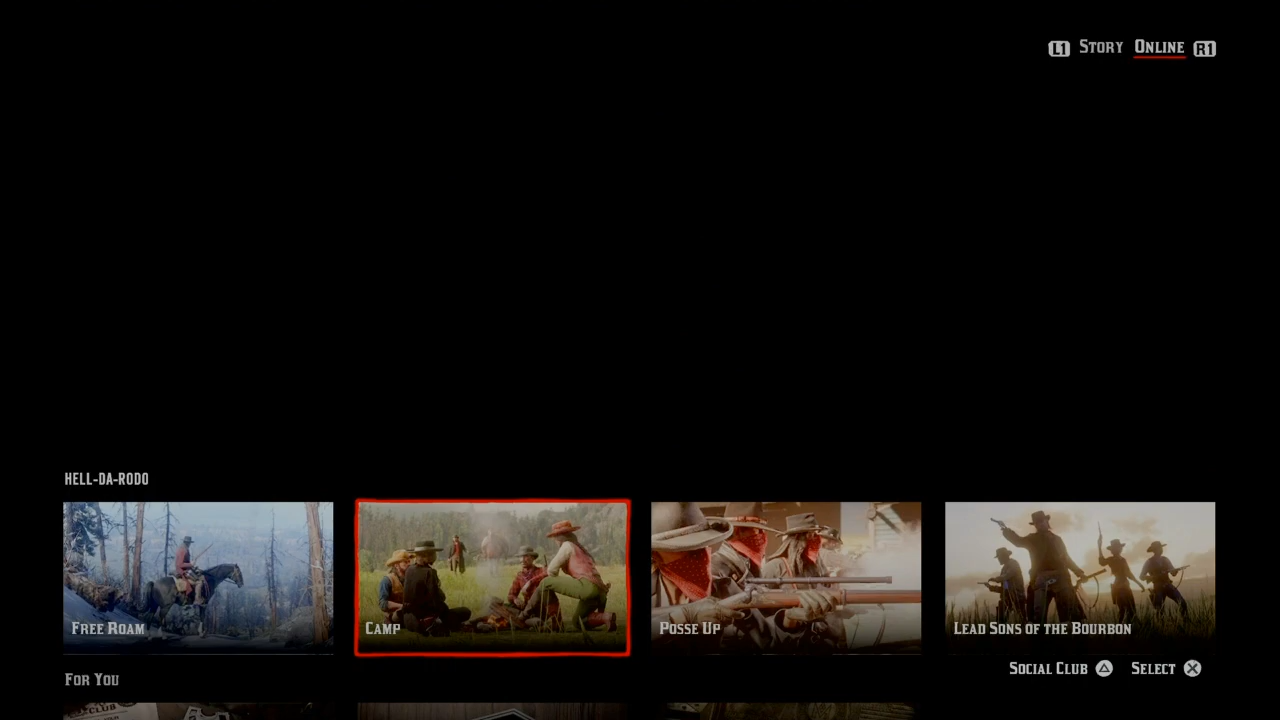 L1 STORY ONLINE R1
HELL-DA-RODO
FREE ROAM
CAMP
POSSE UP
LEAD SONS OF THE BOURBON
SOCIAL CLUB
SELECT
FOR YOU
CLUB